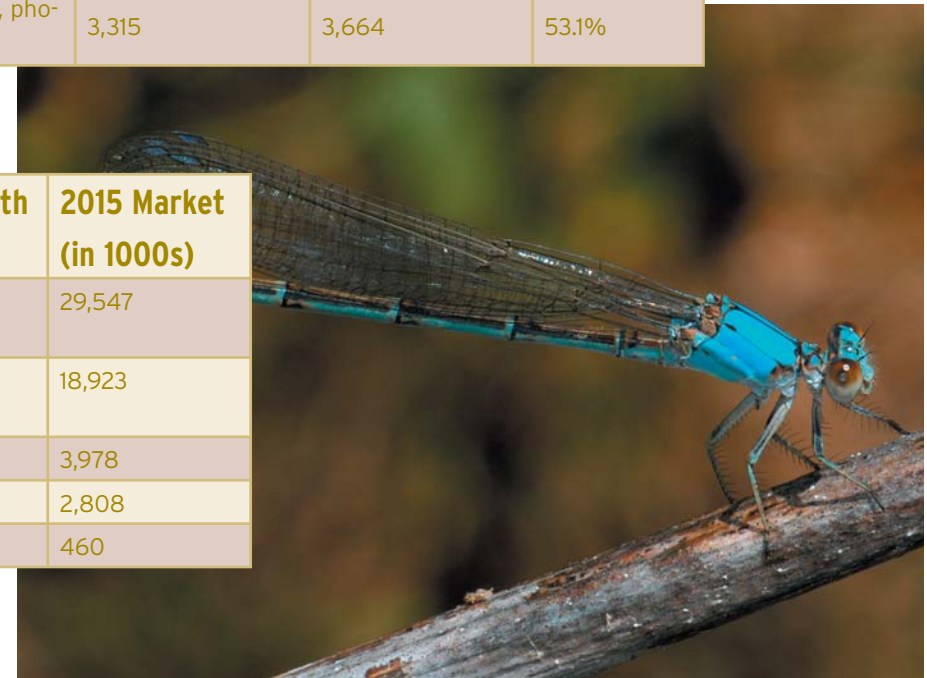 , pho-
3,315 3,664 53.1%
th 2015 Market
(in 1000s)
29,547
18,923
3,978
2,808
460